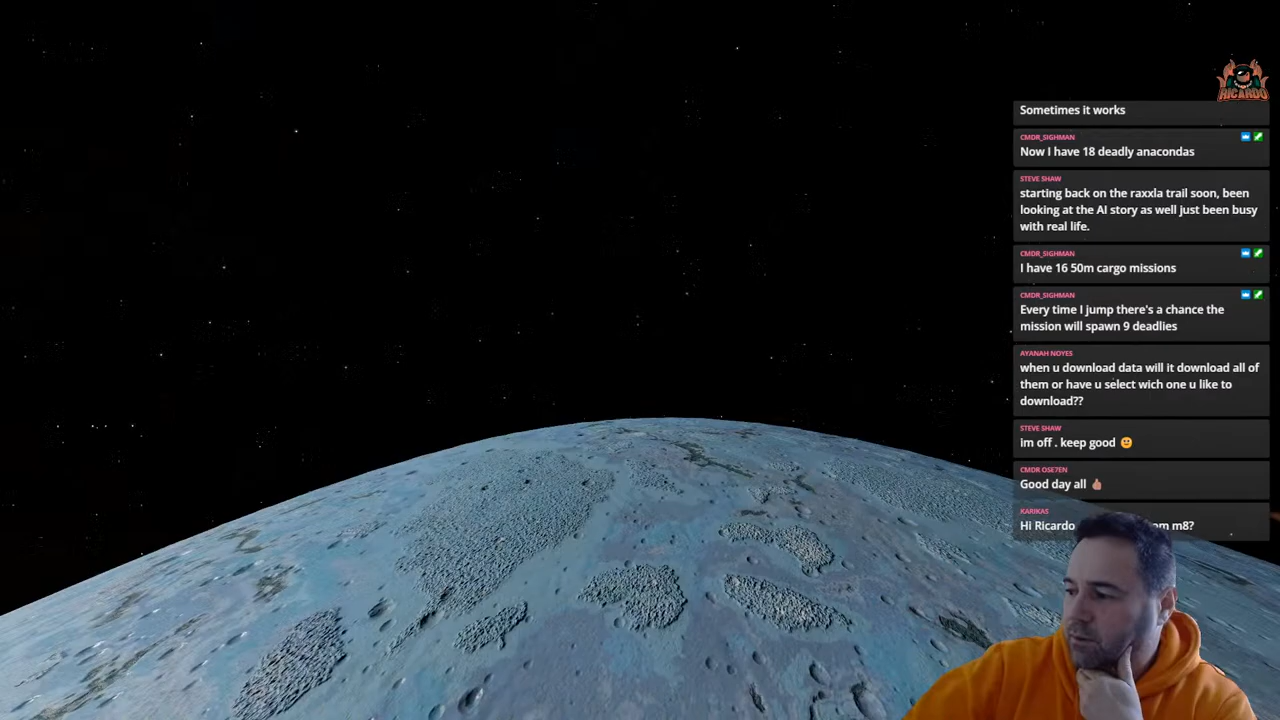 RICARDO
Sometimes it works
CMDR_SIGHMAN
Now I have 18 deadly anacondas
STEVE SHAW
starting back on the raxxla trail soon, been
looking at the AI story as well just been busy
with real life.
CMDR_SIGHMAN
I have 16 50m cargo missions
CMDR_SIGHMAN
Every time I jump there's a chance the
mission will spawn 9 deadlies
AYANAH NOYES
when u download data will it download all of
them or have u select wich one u like to
download??
STEVE SHAW
im off . keep good 🙂
CMDR OSE7EN
Good day all 👍🏽
KARIKAS
Hi Ricardo m8?